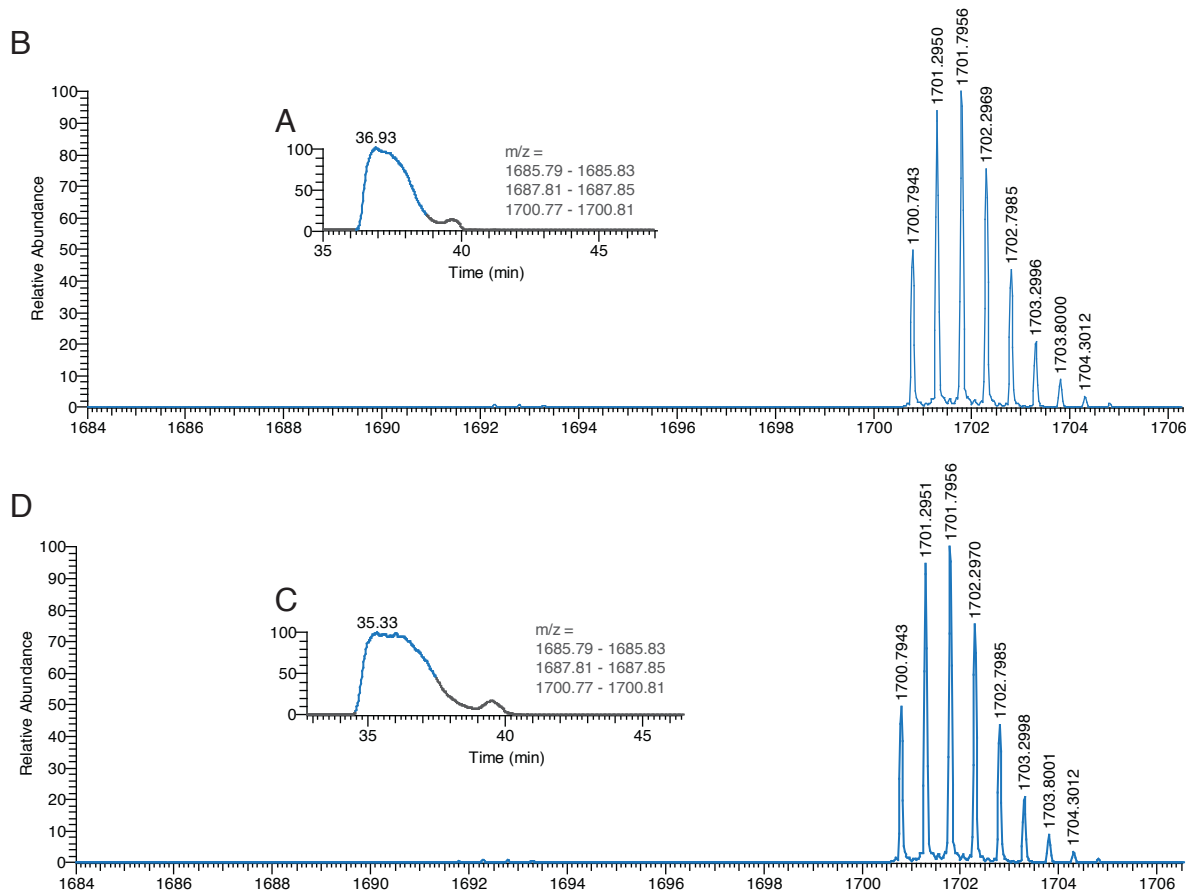 B
1700.7943
1701.2950
1701.7956
1702.2969
1702.7985
1703.2996
1703.8000
1704.3012
Relative Abundance
100
90
80
70
60
50
40
30
20
10
0
1684 1686 1688 1690 1692 1694 1696 1698 1700 1702 1704 1706
A
36.93
100
50
0
35 40 45
Time (min)
m/z =
1685.79 - 1685.83
1687.81 - 1687.85
1700.77 - 1700.81
D
1700.7943
1701.2951
1701.7956
1702.2970
1702.7985
1703.2998
1703.8001
1704.3012
Relative Abundance
100
90
80
70
60
50
40
30
20
10
0
1684 1686 1688 1690 1692 1694 1696 1698 1700 1702 1704 1706
C
35.33
100
50
0
35 40 45
Time (min)
m/z =
1685.79 - 1685.83
1687.81 - 1687.85
1700.77 - 1700.81